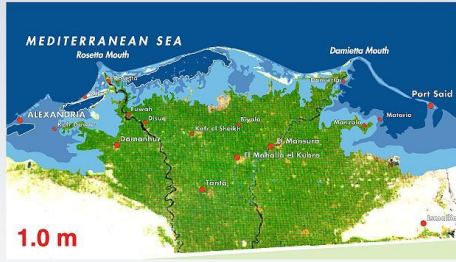 MEDITERRANEAN SEA
Rosetta Mouth
Damietta Mouth
Port Said
ALEXANDRIA
Fuwah
Disuq
Kafr el Sheikh
Biyala
Manzala
Mataria
Damanhur
El Mansura
El Mahalla el Kubra
Tanta
1.0 m